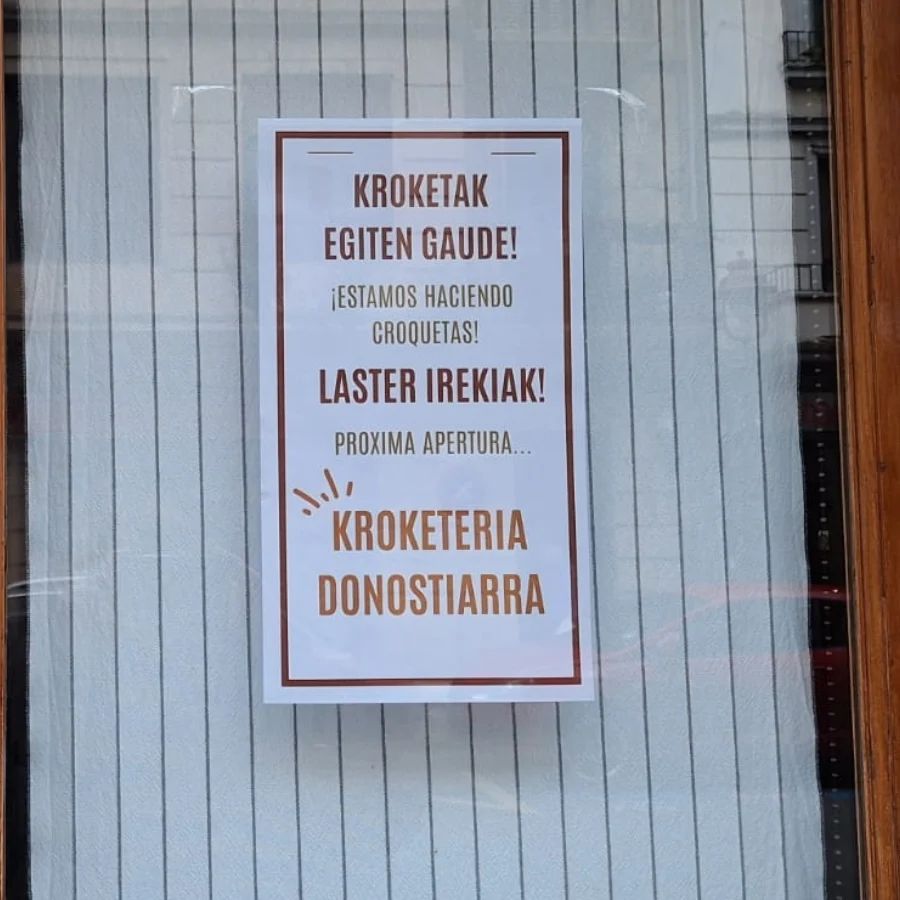 KROKETAK
EGITEN GAUDE!
¡ESTAMOS HACIENDO
CROQUETAS!
LASTER IREKIAK!
PROXIMA APERTURA...
KROKETERIA
DONOSTIARRA